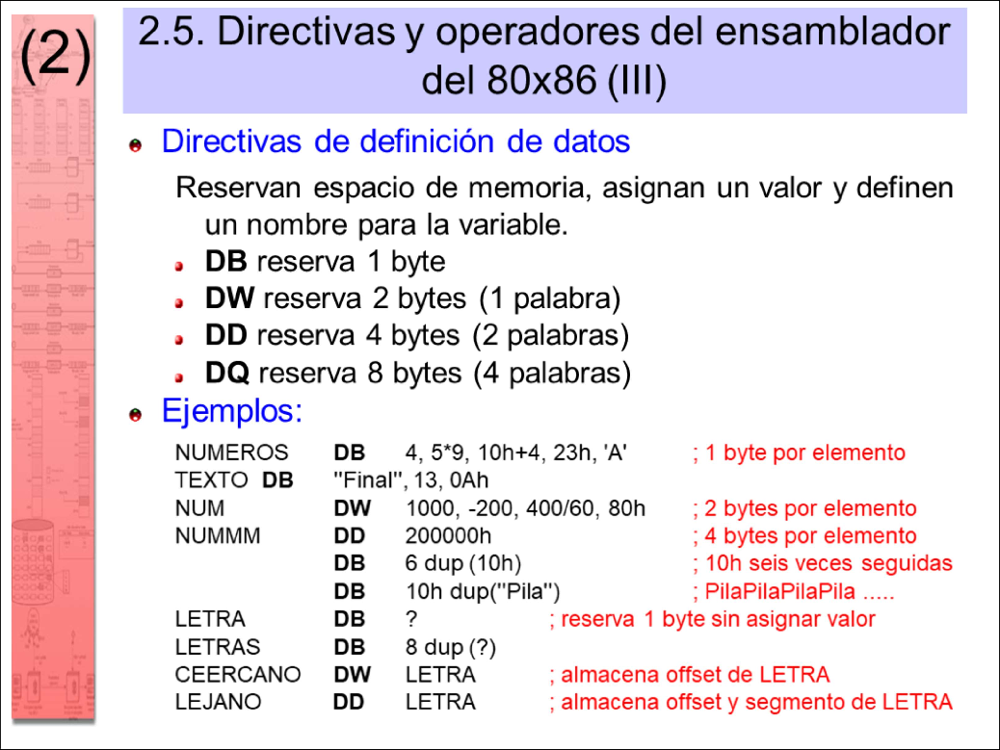 (2)
2.5. Directivas y operadores del ensamblador
del 80x86 (III)
Directivas de definición de datos
Reservan espacio de memoria, asignan un valor y definen
un nombre para la variable.
DB reserva 1 byte
DW reserva 2 bytes (1 palabra)
DD reserva 4 bytes (2 palabras)
DQ reserva 8 bytes (4 palabras)
Ejemplos:
NUMEROS DB 4, 5*9, 10h+4, 23h, 'A' ; 1 byte por elemento
TEXTO DB "Final", 13, 0Ah
NUM DW 1000, -200, 400/60, 80h ; 2 bytes por elemento
NUMMM DD 200000h ; 4 bytes por elemento
DB 6 dup (10h) ; 10h seis veces seguidas
DB 10h dup("Pila") ; PilaPilaPilaPila .....
LETRA DB ? ; reserva 1 byte sin asignar valor
LETRAS DB 8 dup (?)
CEERCANO DW LETRA ; almacena offset de LETRA
LEJANO DD LETRA ; almacena offset y segmento de LETRA